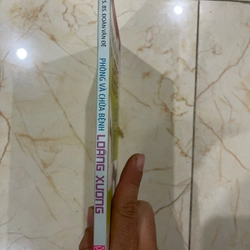 S. BS. ĐOÀN VĂN ĐỆ
PHÒNG VÀ CHỮA BỆNH
LOÃNG XƯƠNG